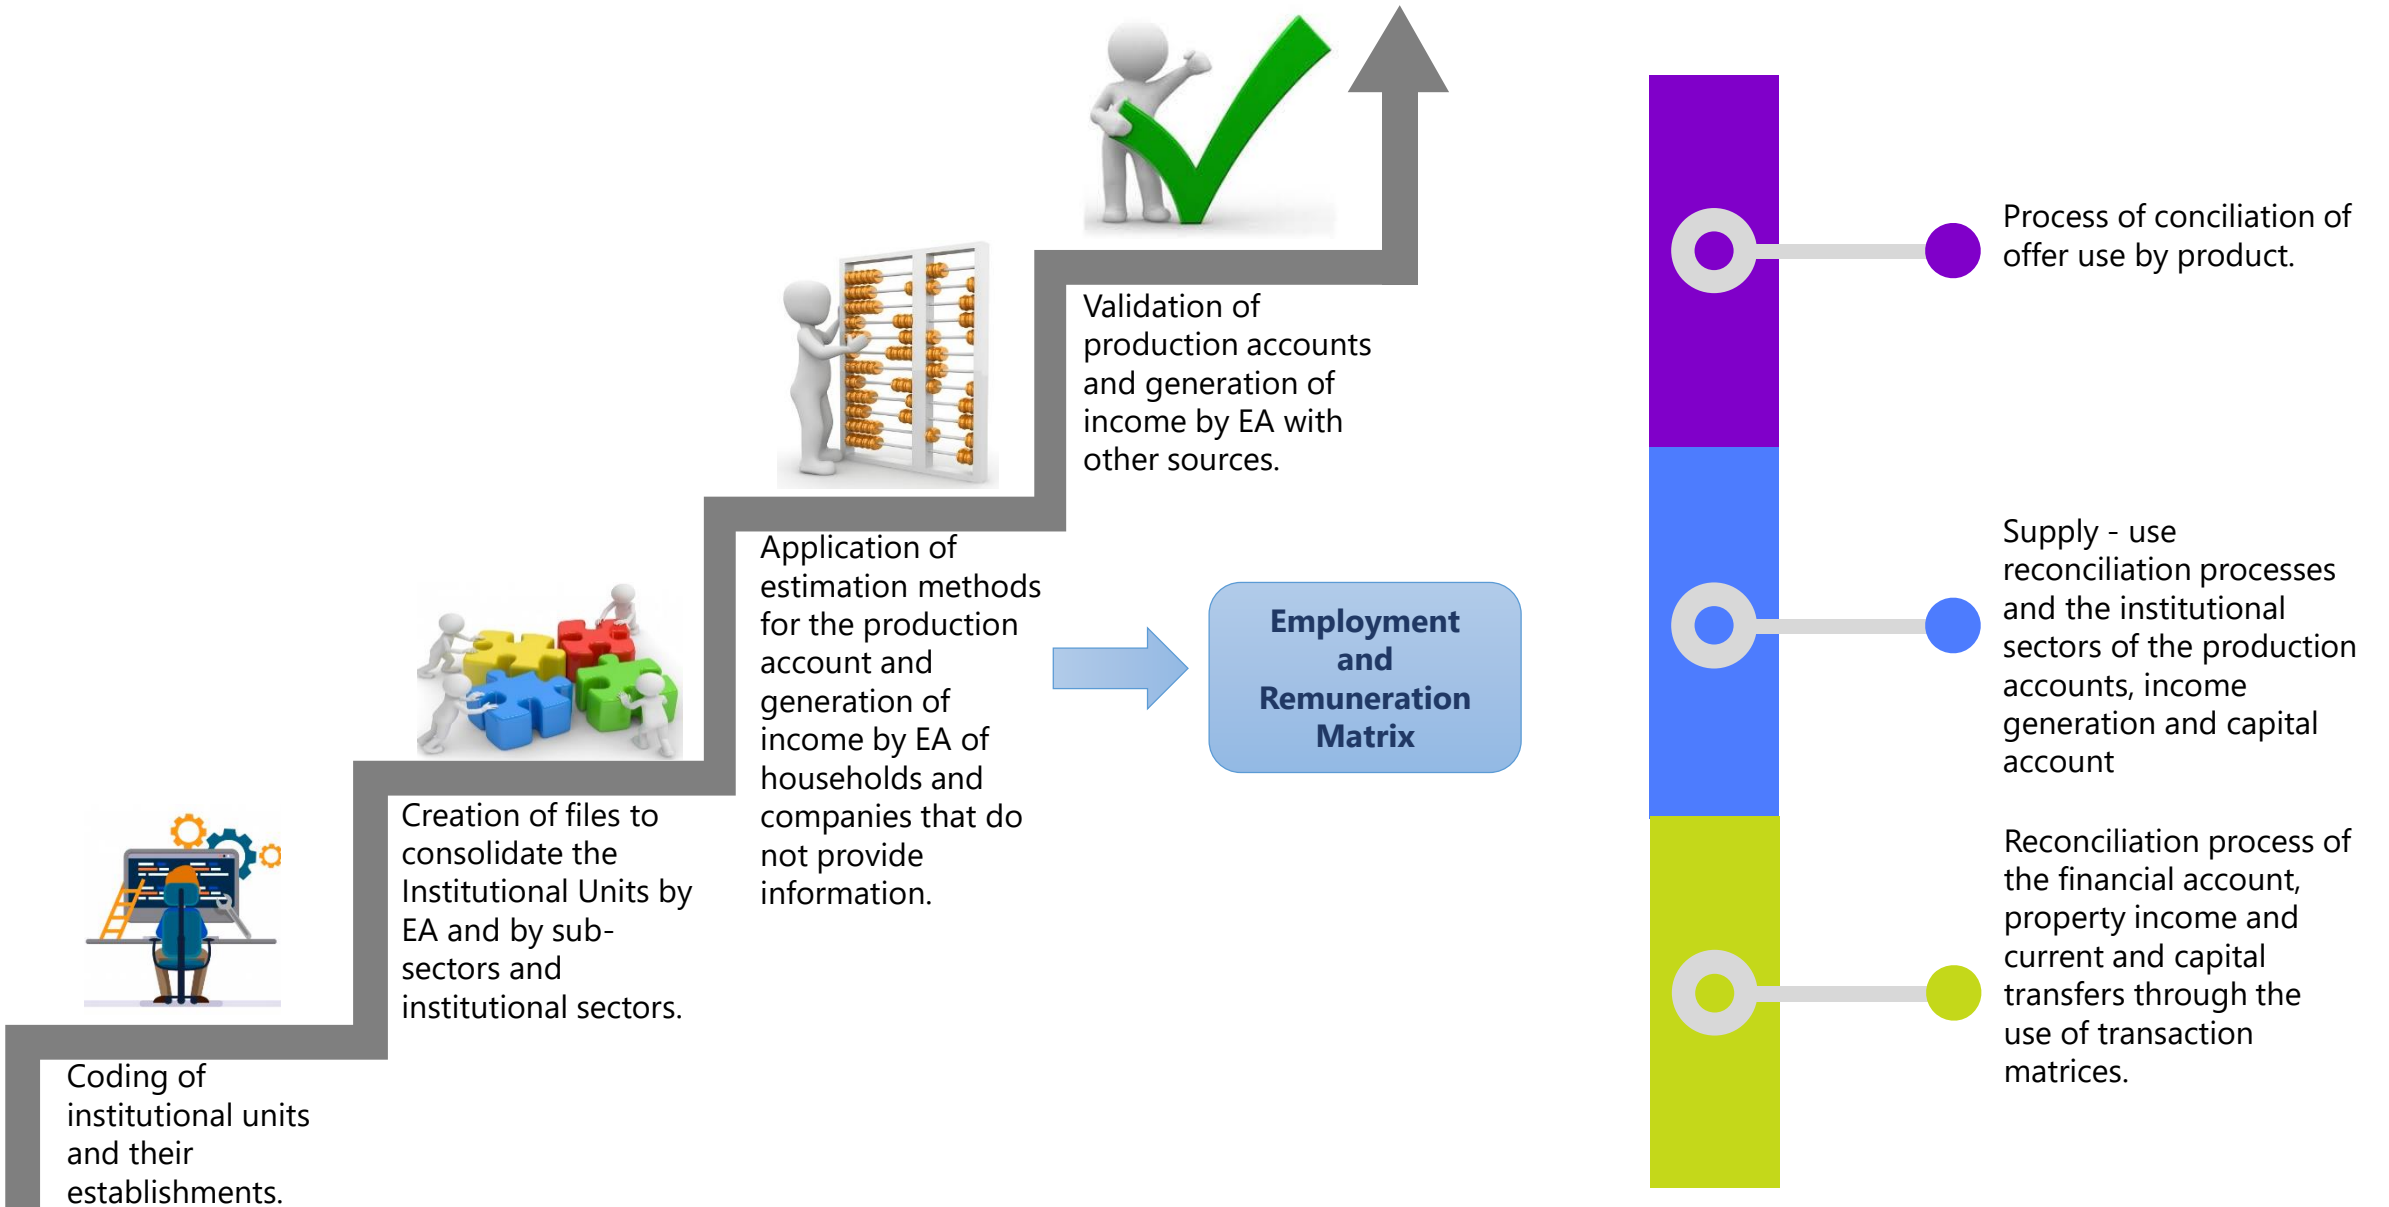 Coding of
institutional units
and their
establishments.
Creation of files to
consolidate the
Institutional Units by
EA and by sub-
sectors and
institutional sectors.
Application of
estimation methods
for the production
account and
generation of
income by EA of
households and
companies that do
not provide
information.
Validation of
production accounts
and generation of
income by EA with
other sources.
Employment
and
Remuneration
Matrix
Process of conciliation of
offer use by product.
Supply - use
reconciliation processes
and the institutional
sectors of the production
accounts, income
generation and capital
account
Reconciliation process of
the financial account,
property income and
current and capital
transfers through the
use of transaction
matrices.